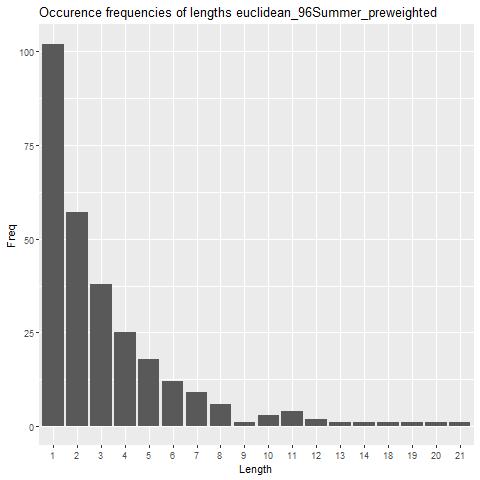 Occurence frequencies of lengths euclidean_96Summer_preweighted
100
75
50
25
0
Freq
1 2 3 4 5 6 7 8 9 10 11 12 13 14 18 19 20 21
Length